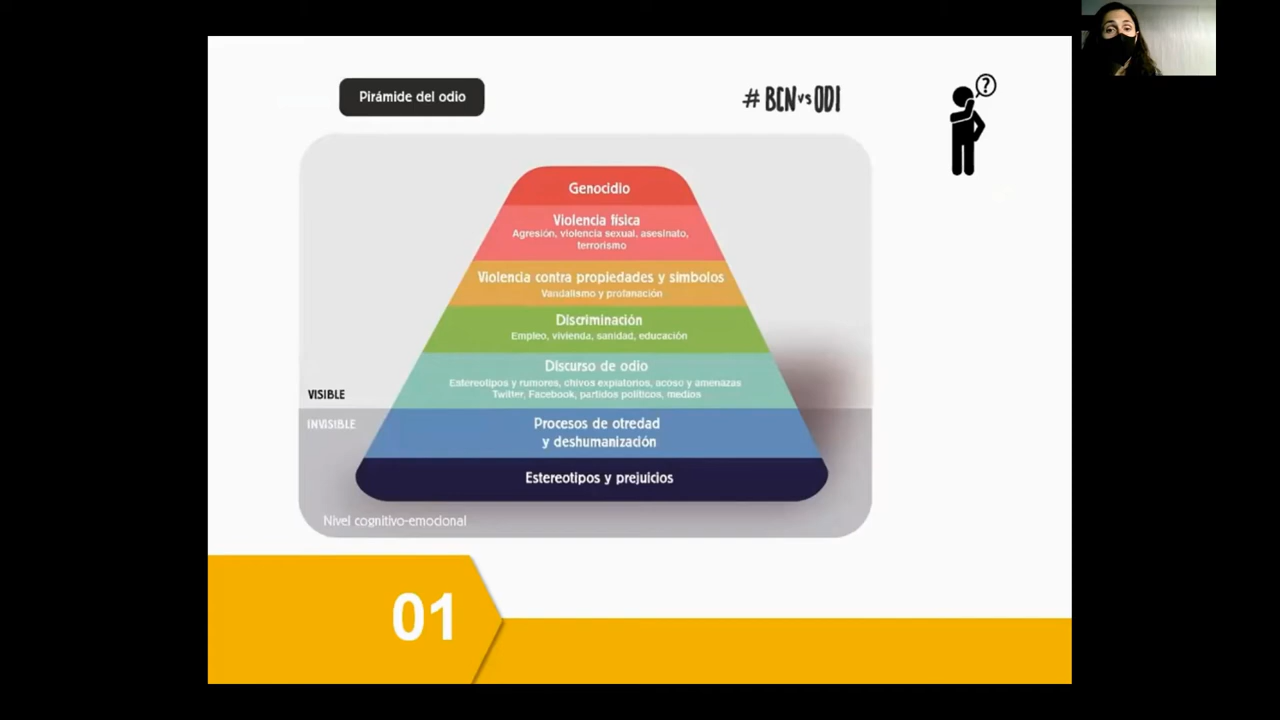 Pirámide del odio
# BCN vs ODI
?
Genocidio
Violencia física
Agresión, violencia sexual, asesinato,
terrorismo
Violencia contra propiedades y símbolos
Vandalismo y profanación
Discriminación
Empleo, vivienda, sanidad, educación
Discurso de odio
Estereotipos y rumores, chivos expiatorios, acoso y amenazas
Twitter, Facebook, partidos políticos, medios
VISIBLE
INVISIBLE
Procesos de otredad
y deshumanización
Estereotipos y prejuicios
Nivel cognitivo-emocional
01